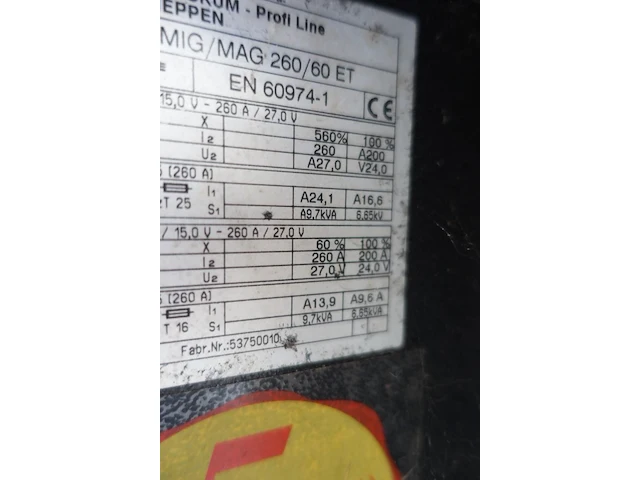 - Profi Line
EPPEN
MIG/MAG 260/60 ET
EN 60974-1 CE
15,0 V - 260 A / 27,0 V
X 560% 100 %
I2 260 A200
U2 A27,0 V24,0
(260 A)
I1 A24,1 A16,6
T 25 S1 A9.7kVA 6.65kV
/ 15,0 V - 260 A / 27,0 V
X 60 % 100 %
I2 260 A 200 A
U2 27,0 V 24,0 V
(260 A)
I1 A13,9 A9,6 A
T 16 S1 9,7kVA 6.65kVA
Fabr.Nr.:53750010